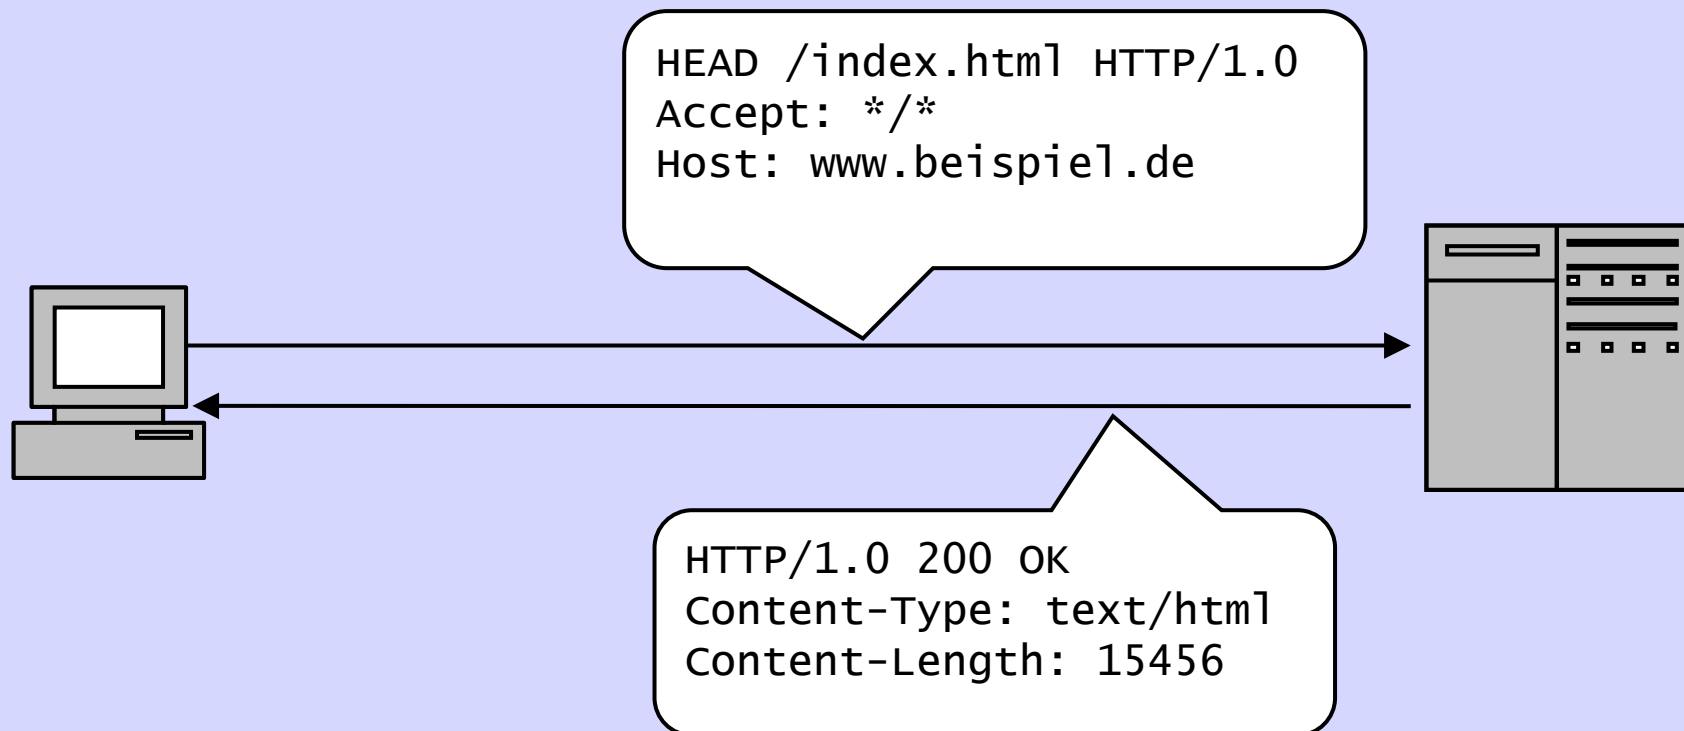 HEAD /index.html HTTP/1.0
Accept: */*
Host: www.beispiel.de
HTTP/1.0 200 OK
Content-Type: text/html
Content-Length: 15456